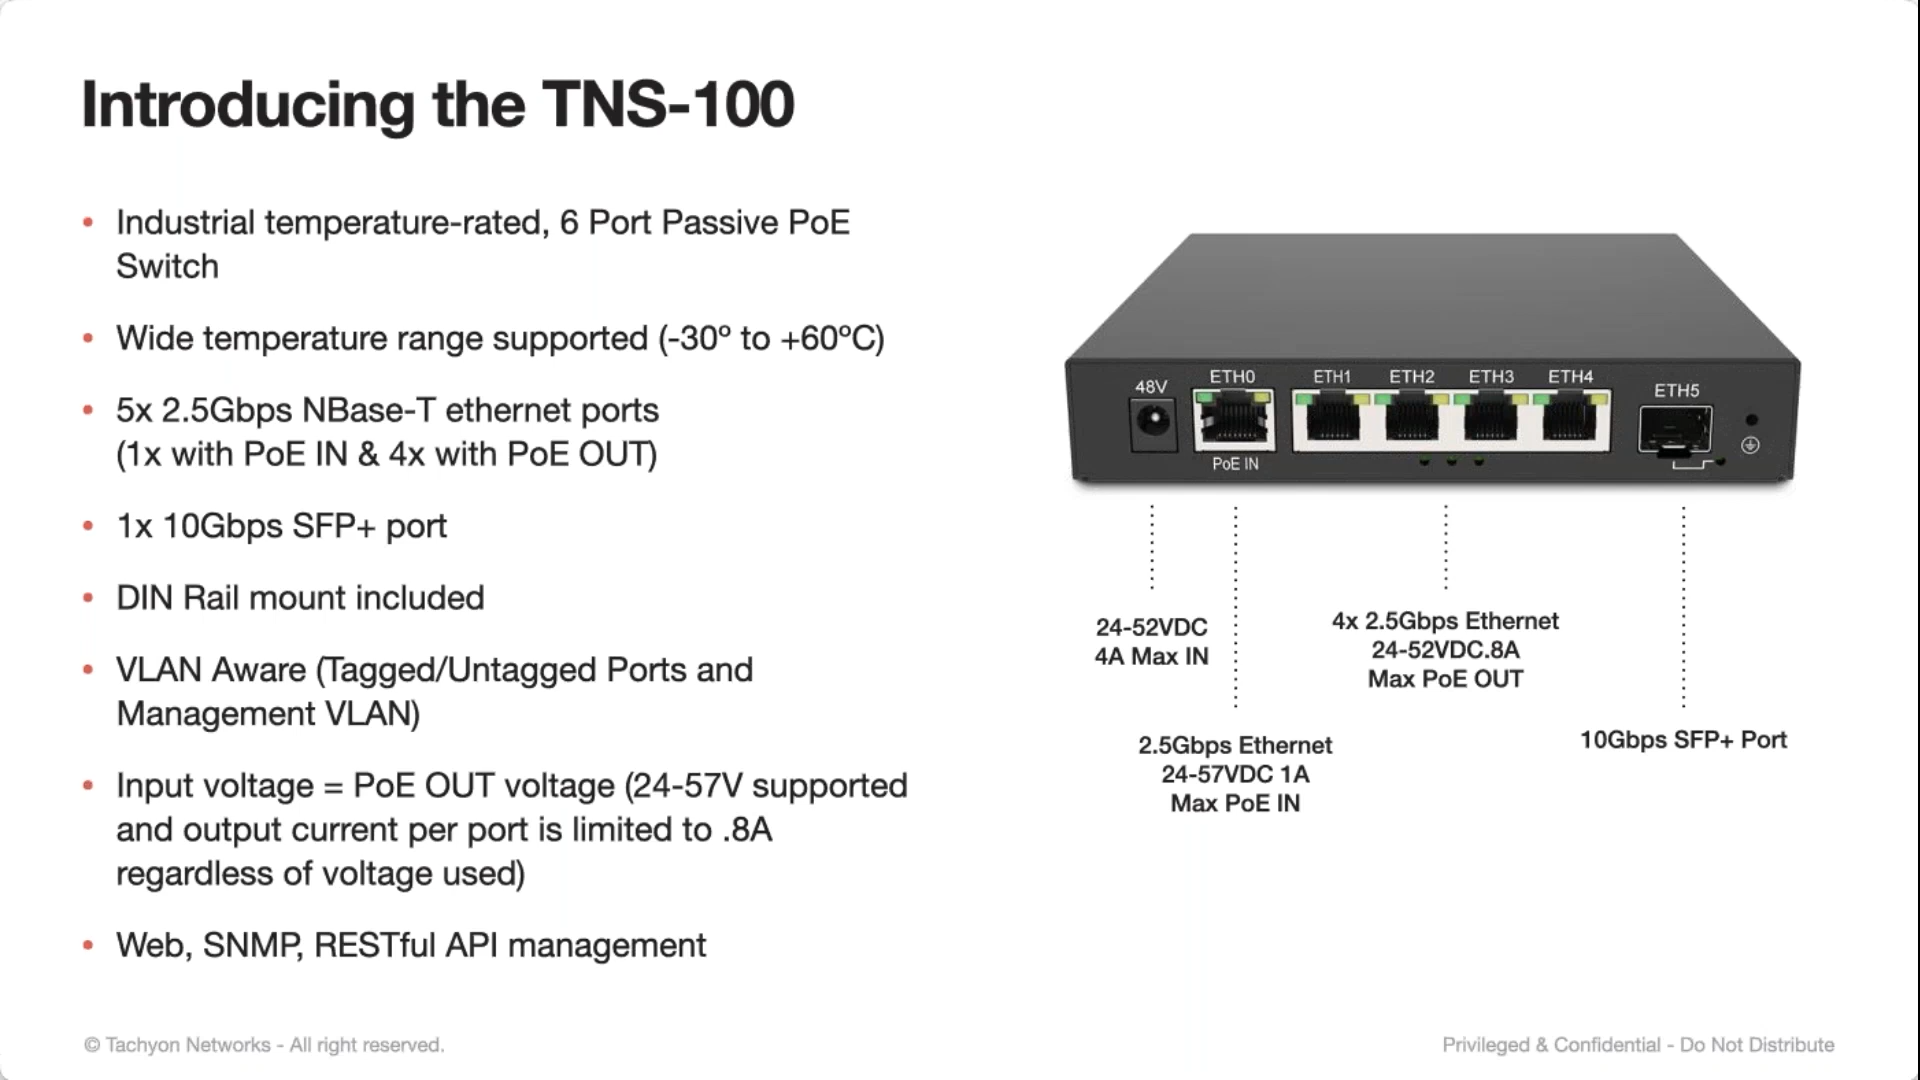 Introducing the TNS-100
• Industrial temperature-rated, 6 Port Passive PoE
Switch
• Wide temperature range supported (-30º to +60ºC)
• 5x 2.5Gbps NBase-T ethernet ports
(1x with PoE IN & 4x with PoE OUT)
• 1x 10Gbps SFP+ port
• DIN Rail mount included
• VLAN Aware (Tagged/Untagged Ports and
Management VLAN)
• Input voltage = PoE OUT voltage (24-57V supported
and output current per port is limited to .8A
regardless of voltage used)
• Web, SNMP, RESTful API management
48V
ETH0
ETH1
ETH2
ETH3
ETH4
ETH5
PoE IN
24-52VDC
4A Max IN
2.5Gbps Ethernet
24-57VDC 1A
Max PoE IN
4x 2.5Gbps Ethernet
24-52VDC.8A
Max PoE OUT
10Gbps SFP+ Port
© Tachyon Networks - All right reserved.
Privileged & Confidential - Do Not Distribute